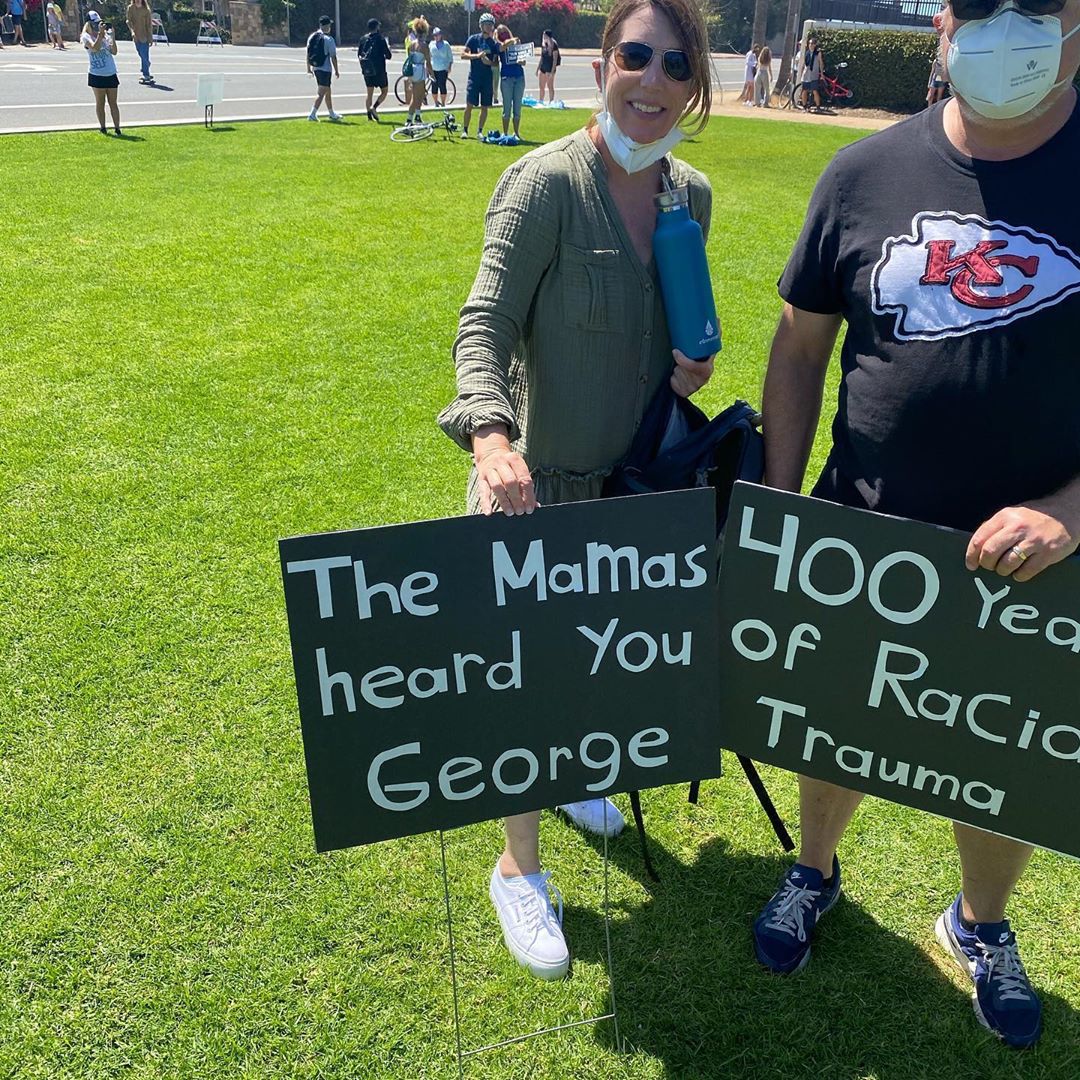 The Mamas
heard You
George
400 Yea
of Racia
Trauma
KC